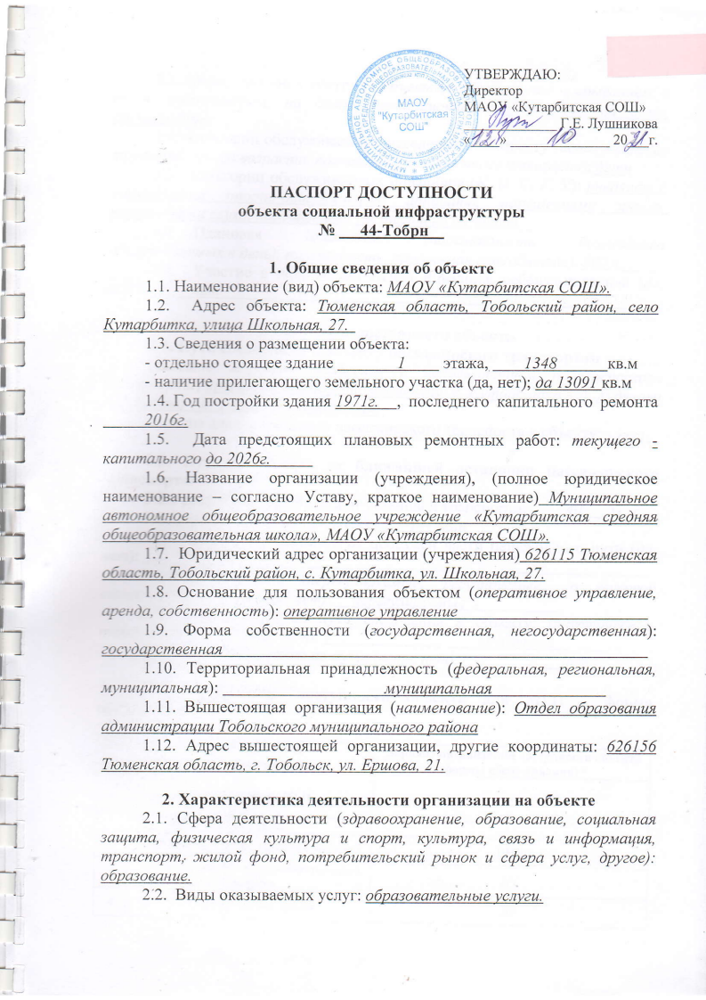 МАОУ
"Кутарбитская
СОШ"
УТВЕРЖДАЮ:
Директор
МАОУ «Кутарбитская СОШ»
Г.Е. Лушникова
«12» 10 2021г.
ПАСПОРТ ДОСТУПНОСТИ
объекта социальной инфраструктуры
№ 44-Тобрн
1. Общие сведения об объекте
1.1. Наименование (вид) объекта: МАОУ «Кутарбитская СОШ».
1.2. Адрес объекта: Тюменская область, Тобольский район, село
Кутарбитка, улица Школьная, 27.
1.3. Сведения о размещении объекта:
- отдельно стоящее здание 1 этажа, 1348 кв.м
- наличие прилегающего земельного участка (да, нет); да 13091 кв.м
1.4. Год постройки здания 1971г. , последнего капитального ремонта
2016г.
1.5. Дата предстоящих плановых ремонтных работ: текущего -
капитального до 2026г.
1.6. Название организации (учреждения), (полное юридическое
наименование – согласно Уставу, краткое наименование) Муниципальное
автономное общеобразовательное учреждение «Кутарбитская средняя
общеобразовательная школа», МАОУ «Кутарбитская СОШ».
1.7. Юридический адрес организации (учреждения) 626115 Тюменская
область, Тобольский район, с. Кутарбитка, ул. Школьная, 27.
1.8. Основание для пользования объектом (оперативное управление,
аренда, собственность): оперативное управление
1.9. Форма собственности (государственная, негосударственная):
государственная
1.10. Территориальная принадлежность (федеральная, региональная,
муниципальная): муниципальная
1.11. Вышестоящая организация (наименование): Отдел образования
администрации Тобольского муниципального района
1.12. Адрес вышестоящей организации, другие координаты: 626156
Тюменская область, г. Тобольск, ул. Ершова, 21.
2. Характеристика деятельности организации на объекте
2.1. Сфера деятельности (здравоохранение, образование, социальная
защита, физическая культура и спорт, культура, связь и информация,
транспорт, жилой фонд, потребительский рынок и сфера услуг, другое):
образование.
2.2. Виды оказываемых услуг: образовательные услуги.